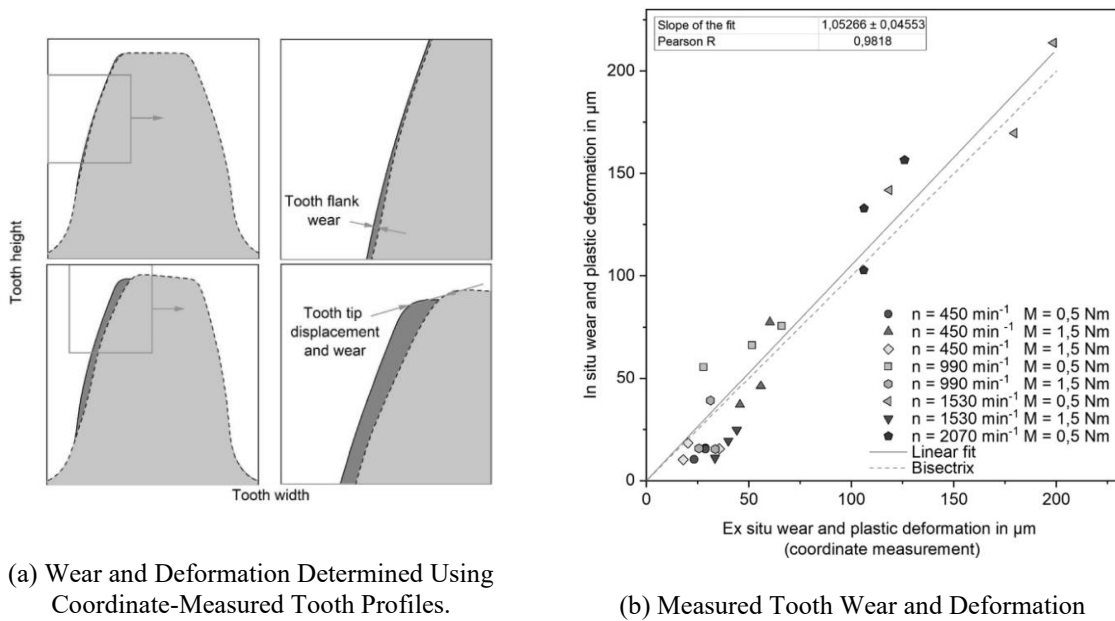 Tooth height
Tooth flank
wear
Tooth tip
displacement
and wear
Tooth width
(a) Wear and Deformation Determined Using
Coordinate-Measured Tooth Profiles.
Slope of the fit 1,05266 ± 0,04553
Pearson R 0,9818
In situ wear and plastic deformation in µm
200
150
100
50
0
n = 450 min⁻¹ M = 0,5 Nm
n = 450 min ⁻¹ M = 1,5 Nm
n = 450 min⁻¹ M = 1,5 Nm
n = 990 min⁻¹ M = 0,5 Nm
n = 990 min⁻¹ M = 1,5 Nm
n = 1530 min⁻¹ M = 0,5 Nm
n = 1530 min⁻¹ M = 1,5 Nm
n = 2070 min⁻¹ M = 0,5 Nm
Linear fit
Bisectrix
0 50 100 150 200
Ex situ wear and plastic deformation in µm
(coordinate measurement)
(b) Measured Tooth Wear and Deformation